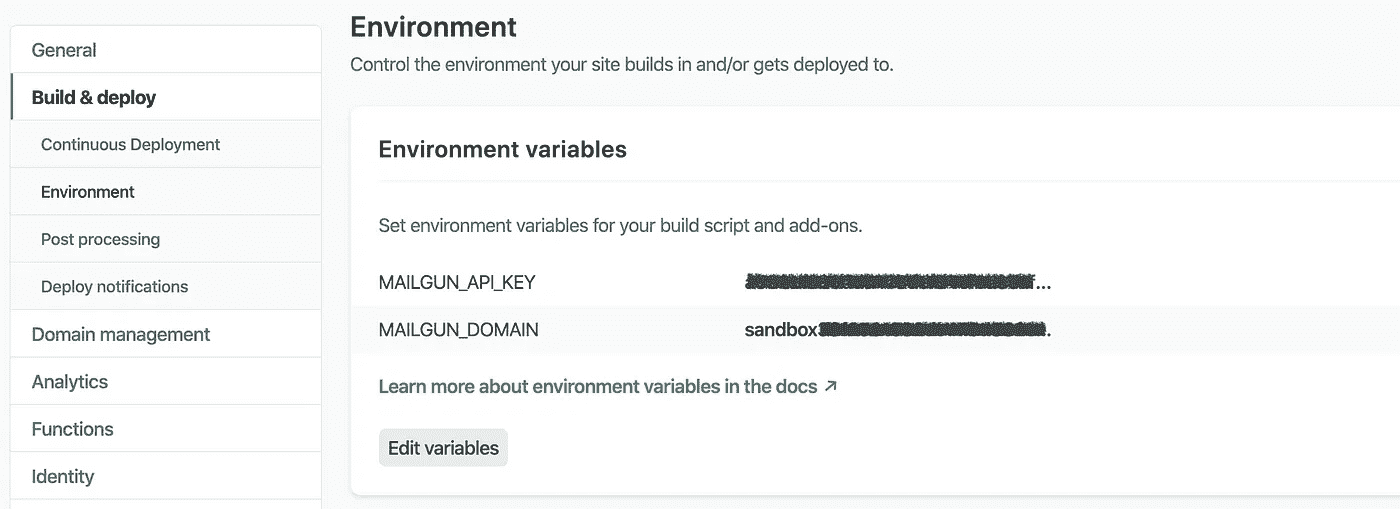 General
Build & deploy
Continuous Deployment
Environment
Post processing
Deploy notifications
Domain management
Analytics
Functions
Identity
Environment
Control the environment your site builds in and/or gets deployed to.
Environment variables
Set environment variables for your build script and add-ons.
MAILGUN_API_KEY ...
MAILGUN_DOMAIN sandbox
Learn more about environment variables in the docs ↗
Edit variables